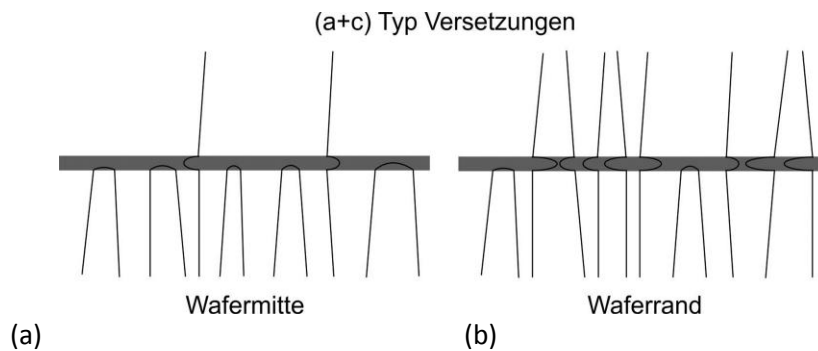 (a+c) Typ Versetzungen
Wafermitte
Waferrand
(a)
(b)